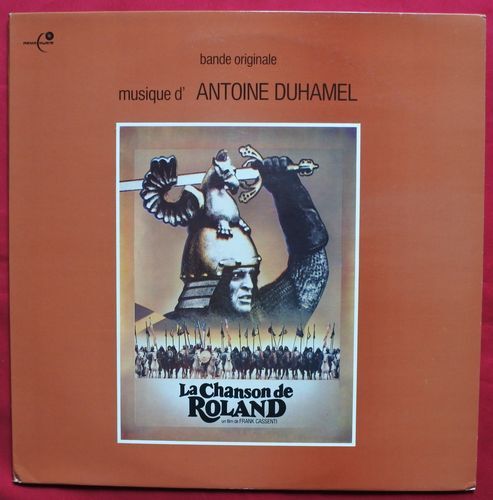 bande originale
musique d' ANTOINE DUHAMEL
La Chanson de
ROLAND
un film de FRANK CASSENTI